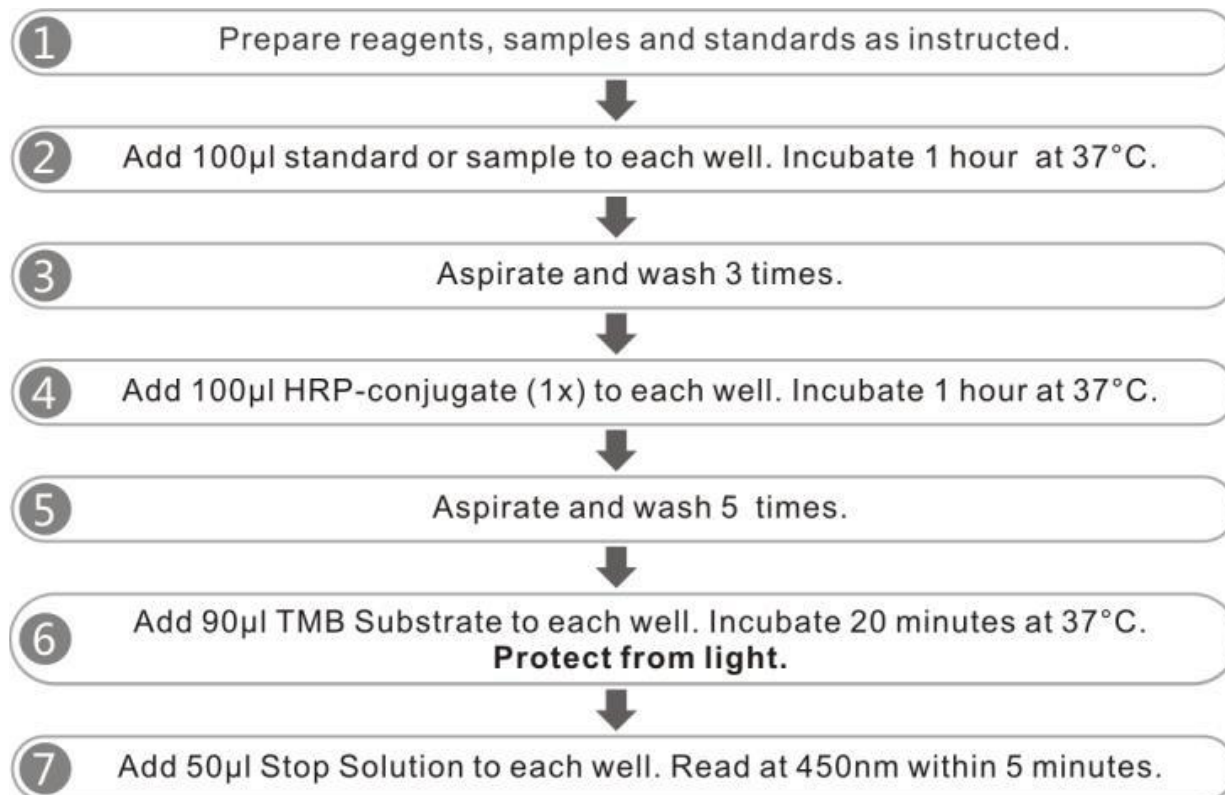 1 Prepare reagents, samples and standards as instructed.
2 Add 100µl standard or sample to each well. Incubate 1 hour at 37°C.
3 Aspirate and wash 3 times.
4 Add 100µl HRP-conjugate (1x) to each well. Incubate 1 hour at 37°C.
5 Aspirate and wash 5 times.
6 Add 90µl TMB Substrate to each well. Incubate 20 minutes at 37°C.
Protect from light.
7 Add 50µl Stop Solution to each well. Read at 450nm within 5 minutes.